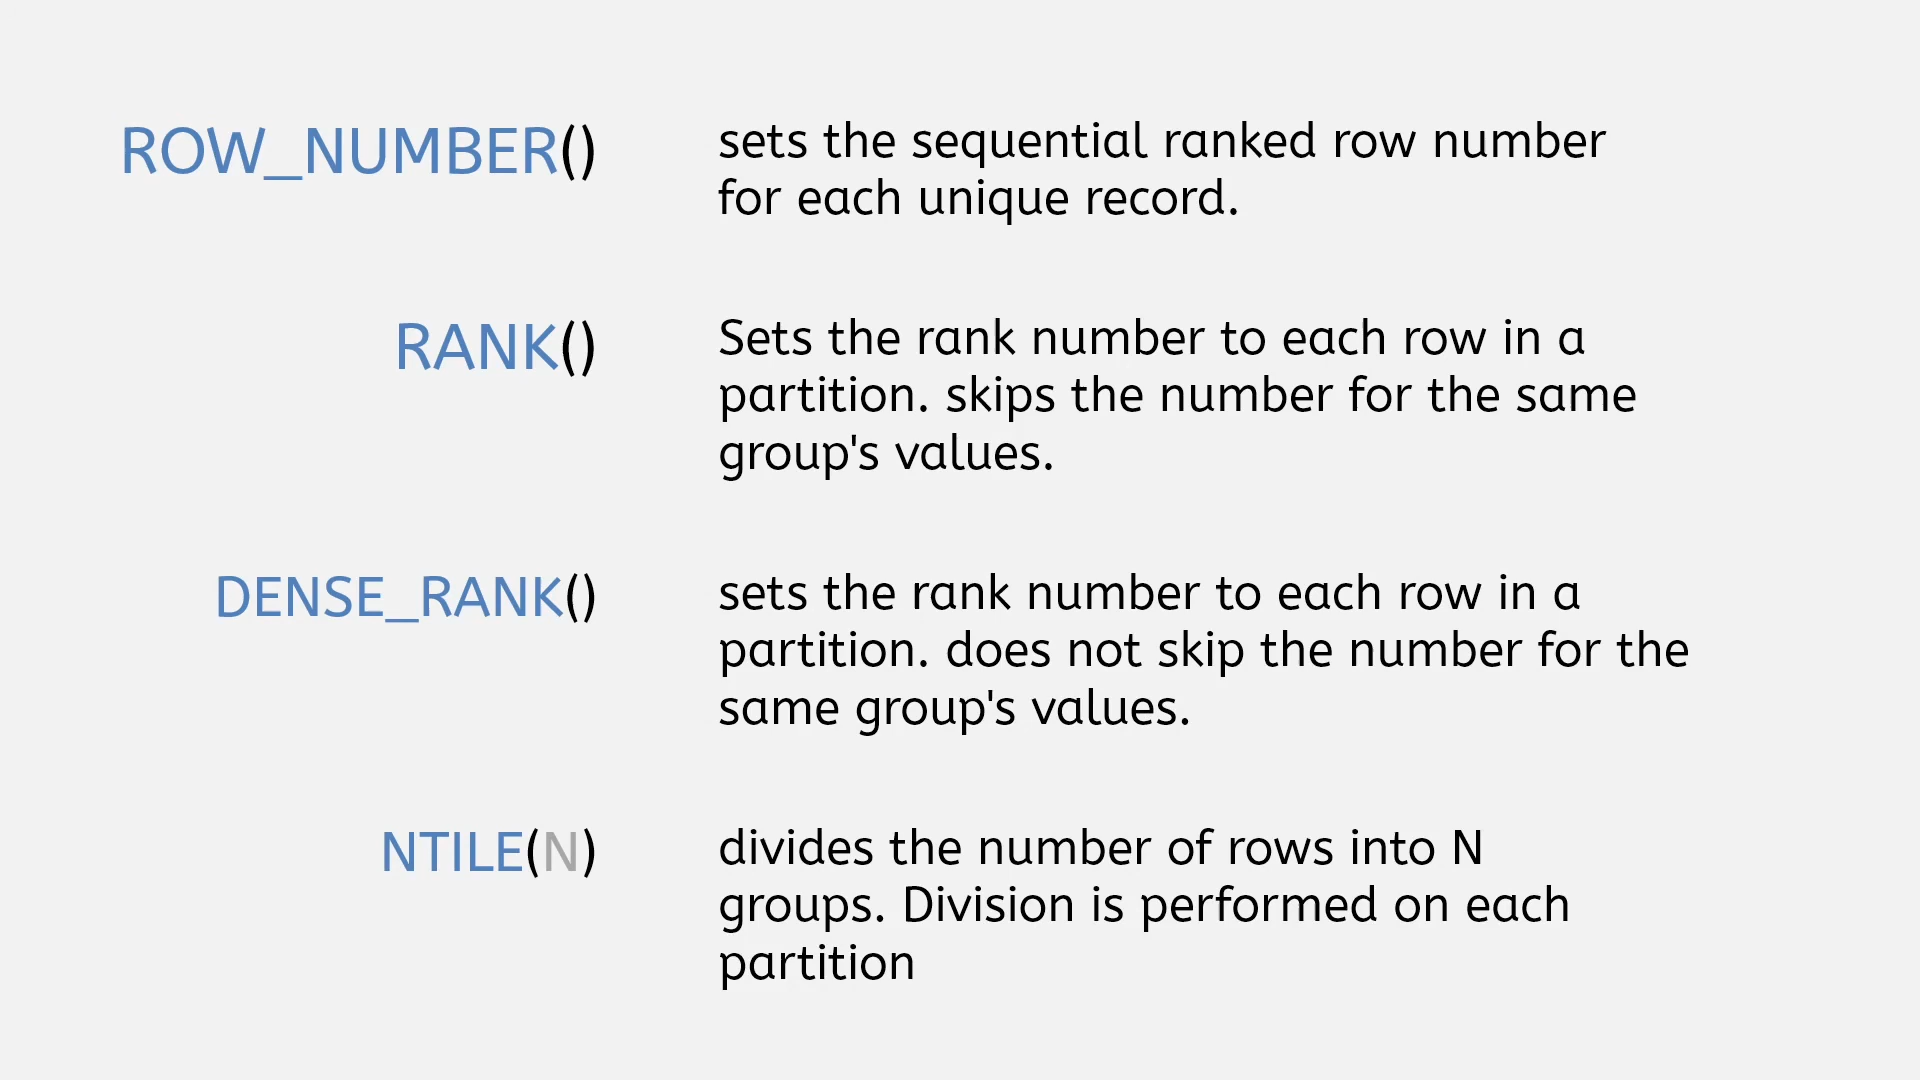 ROW_NUMBER()
sets the sequential ranked row number
for each unique record.
RANK()
Sets the rank number to each row in a
partition. skips the number for the same
group's values.
DENSE_RANK()
sets the rank number to each row in a
partition. does not skip the number for the
same group's values.
NTILE(N)
divides the number of rows into N
groups. Division is performed on each
partition